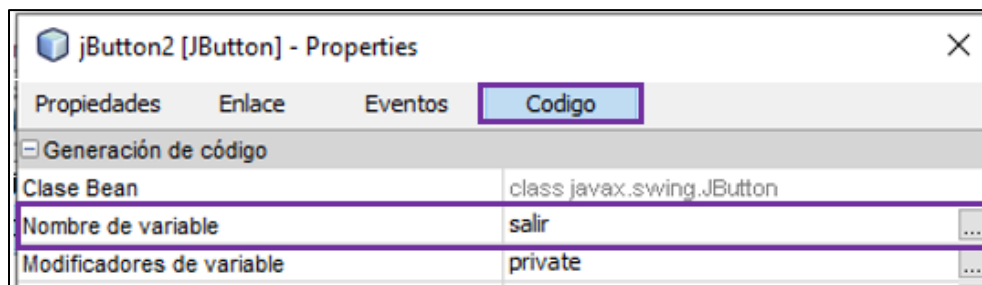 jButton2 [JButton] - Properties
Propiedades Enlace Eventos Codigo
Generación de código
Clase Bean class javax.swing.JButton
Nombre de variable salir ...
Modificadores de variable private ...